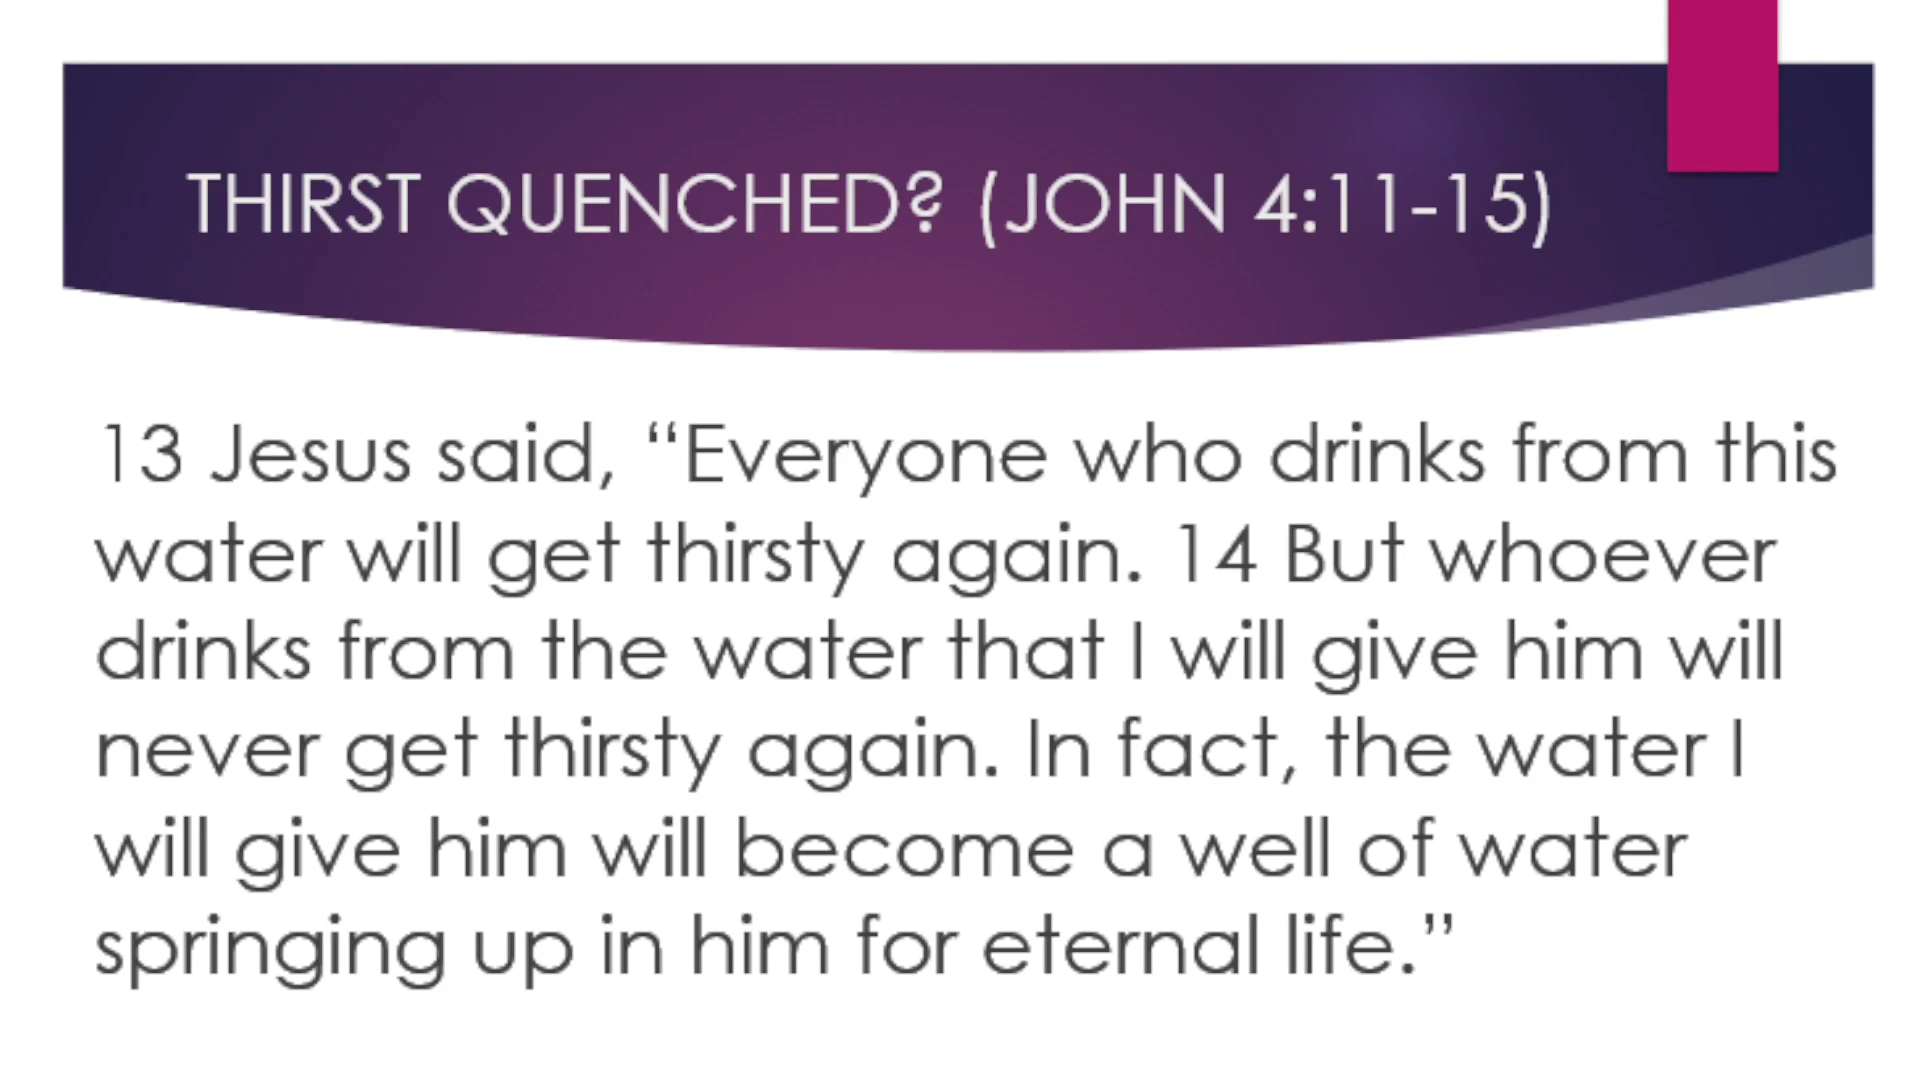 THIRST QUENCHED? (JOHN 4:11-15)
13 Jesus said, “Everyone who drinks from this
water will get thirsty again. 14 But whoever
drinks from the water that I will give him will
never get thirsty again. In fact, the water I
will give him will become a well of water
springing up in him for eternal life.”